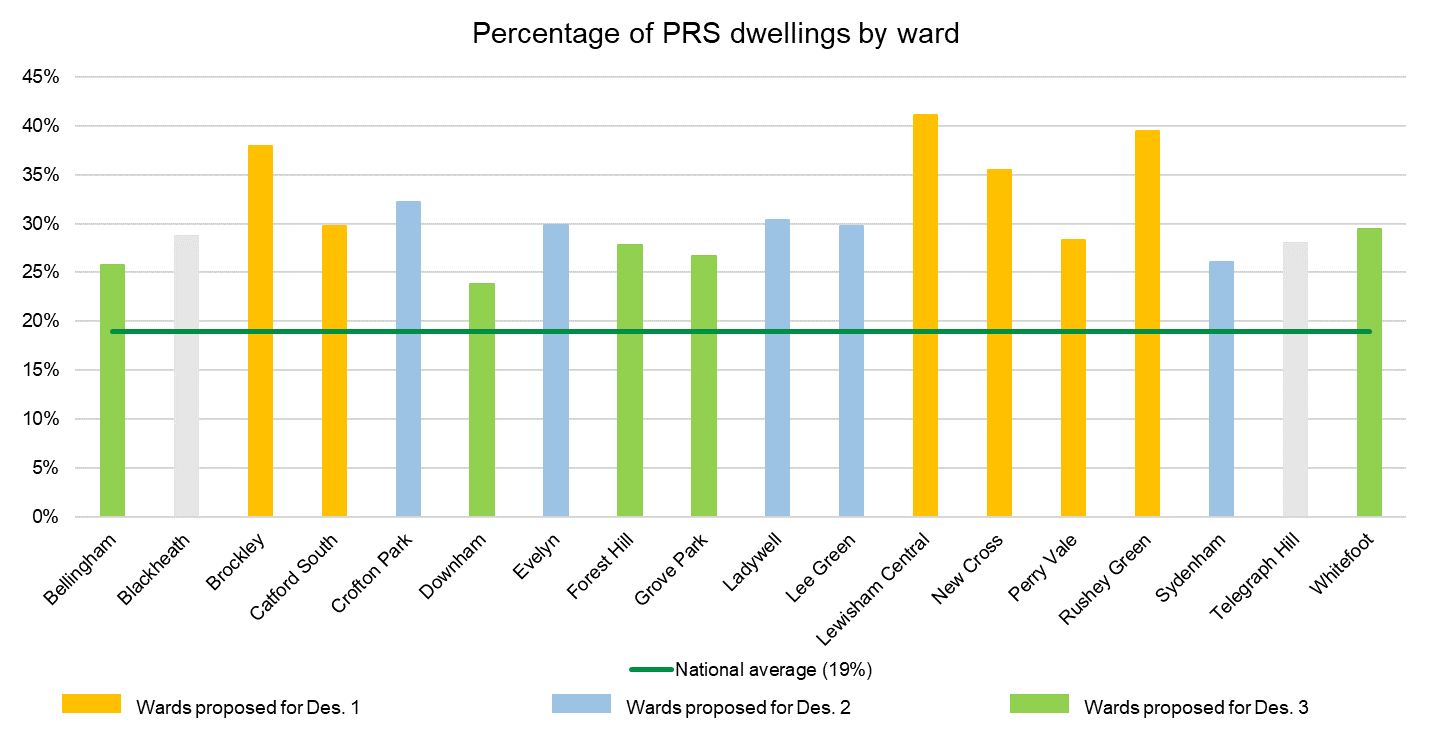 Percentage of PRS dwellings by ward
45%
40%
35%
30%
25%
20%
15%
10%
5%
0%
Bellingham
Blackheath
Brockley
Catford South
Crofton Park
Downham
Evelyn
Forest Hill
Grove Park
Ladywell
Lee Green
Lewisham Central
New Cross
Perry Vale
Rushey Green
Sydenham
Telegraph Hill
Whitefoot
National average (19%)
Wards proposed for Des. 1
Wards proposed for Des. 2
Wards proposed for Des. 3